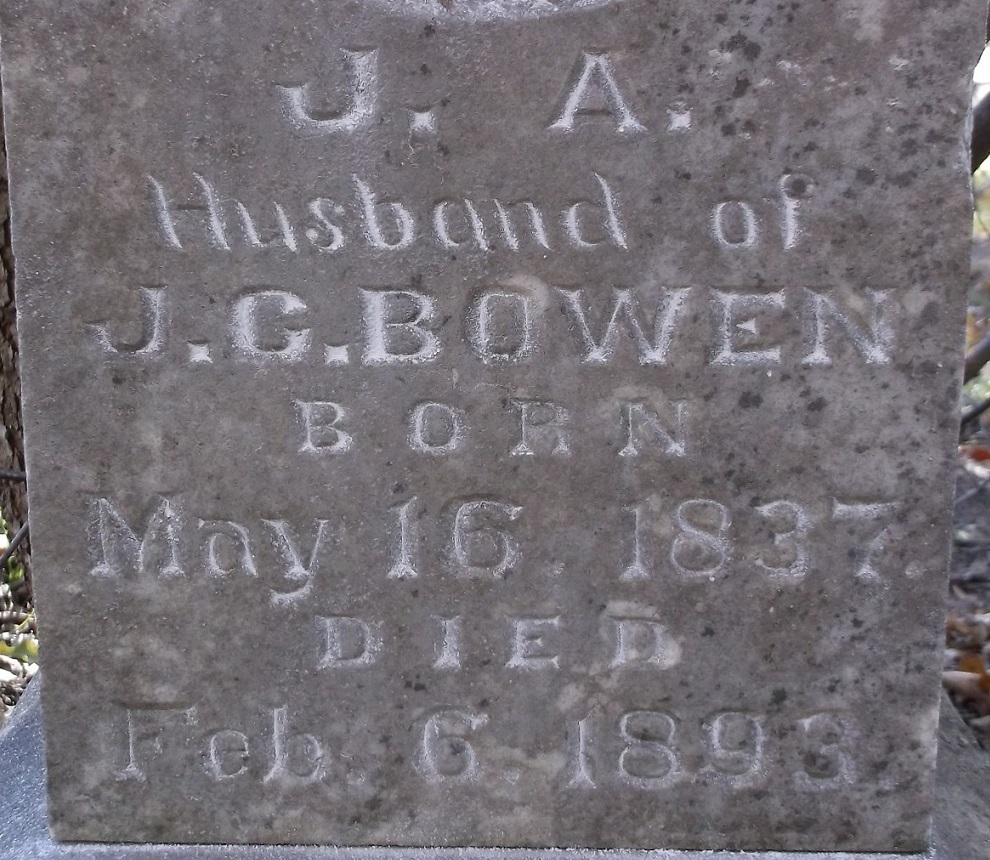 J. A.
Husband of
J.G.BOWEN
BORN
May 16. 1837.
DIED
Feb. 6. 1893.